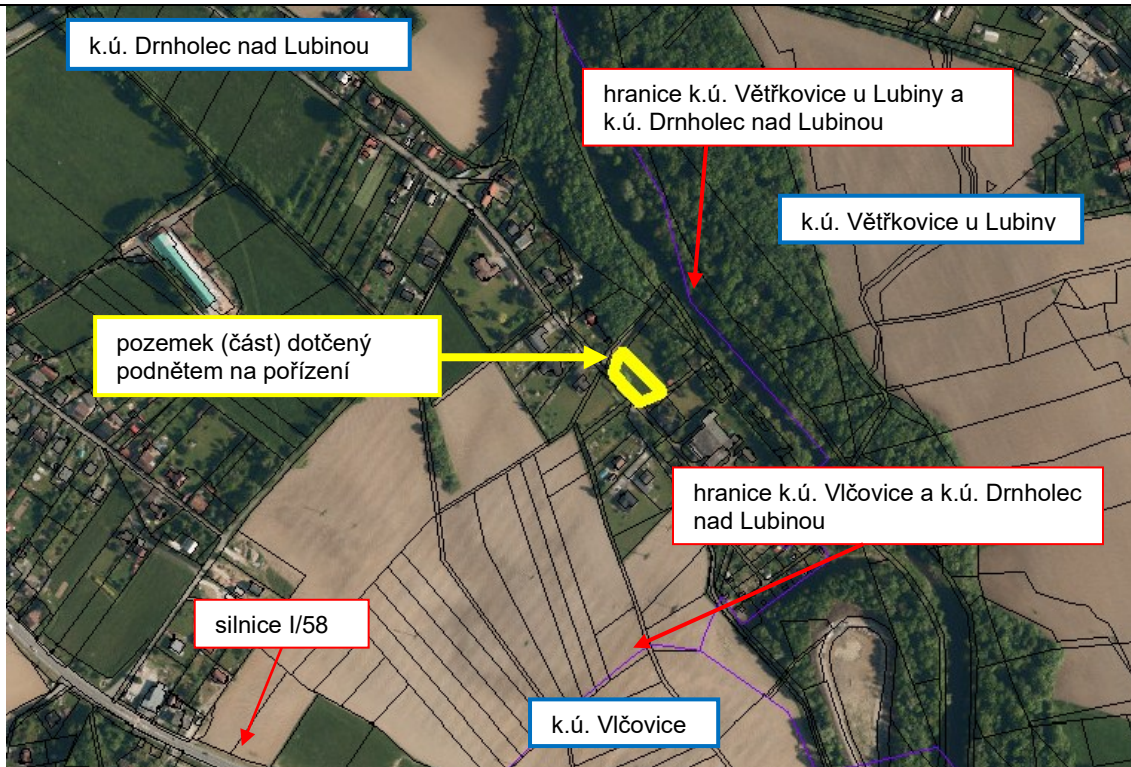 k.ú. Drnholec nad Lubinou
hranice k.ú. Větřkovice u Lubiny a
k.ú. Drnholec nad Lubinou
k.ú. Větřkovice u Lubiny
pozemek (část) dotčený
podnětem na pořízení
hranice k.ú. Vlčovice a k.ú. Drnholec
nad Lubinou
silnice I/58
k.ú. Vlčovice